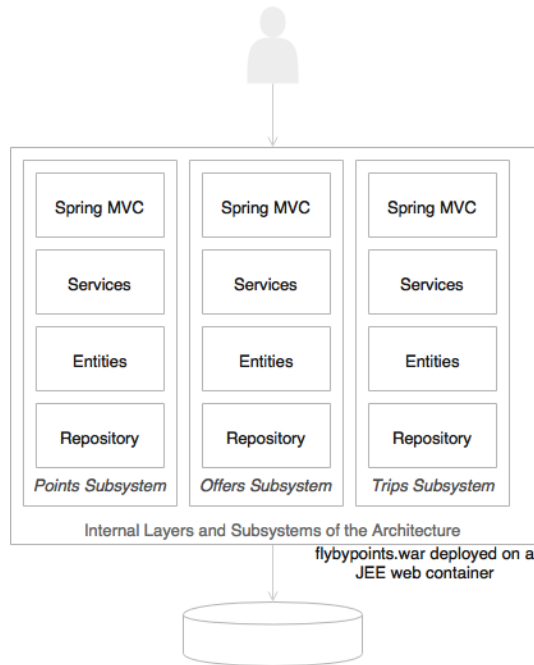 Spring MVC
Services
Entities
Repository
Points Subsystem
Spring MVC
Services
Entities
Repository
Offers Subsystem
Spring MVC
Services
Entities
Repository
Trips Subsystem
Internal Layers and Subsystems of the Architecture
flybypoints.war deployed on a
JEE web container